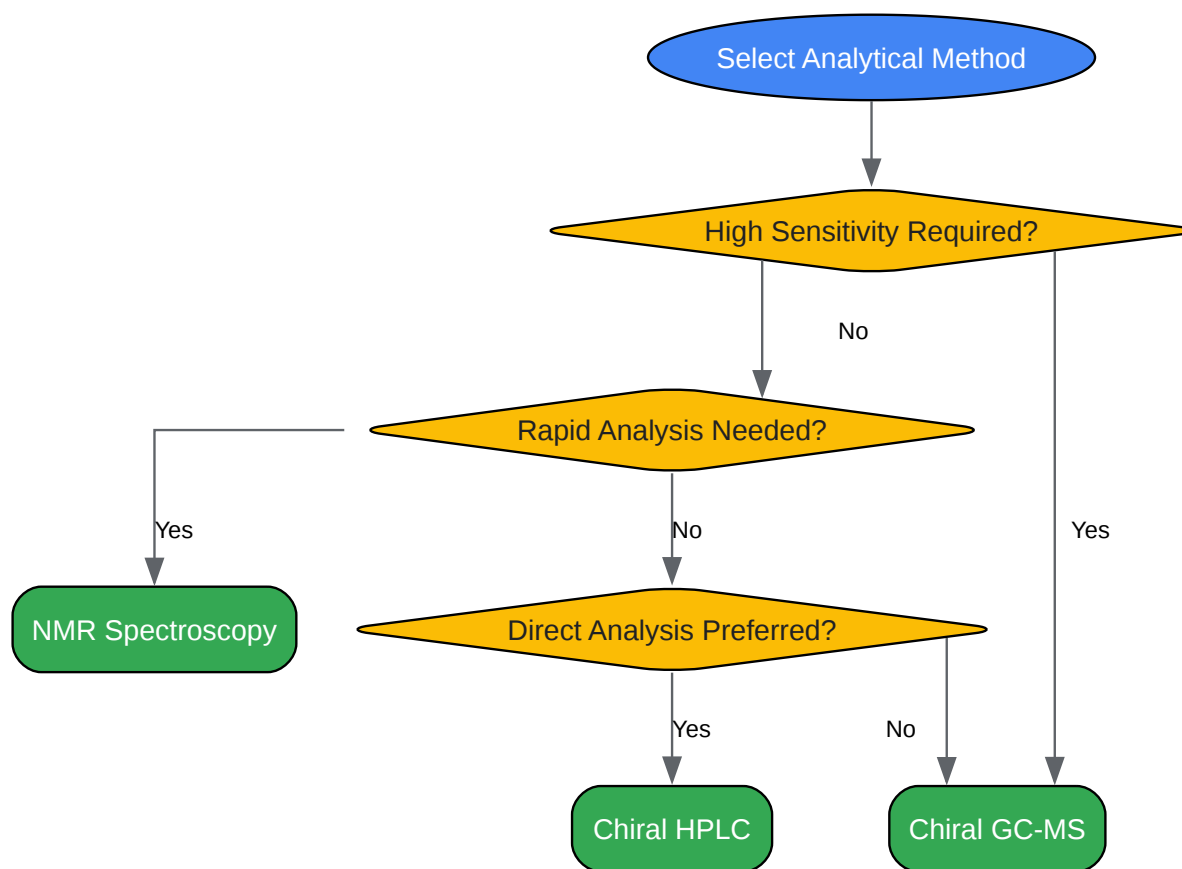 Select Analytical Method
High Sensitivity Required?
No
Rapid Analysis Needed?
Yes
No
Yes
NMR Spectroscopy
Direct Analysis Preferred?
Yes
No
Chiral HPLC
Chiral GC-MS